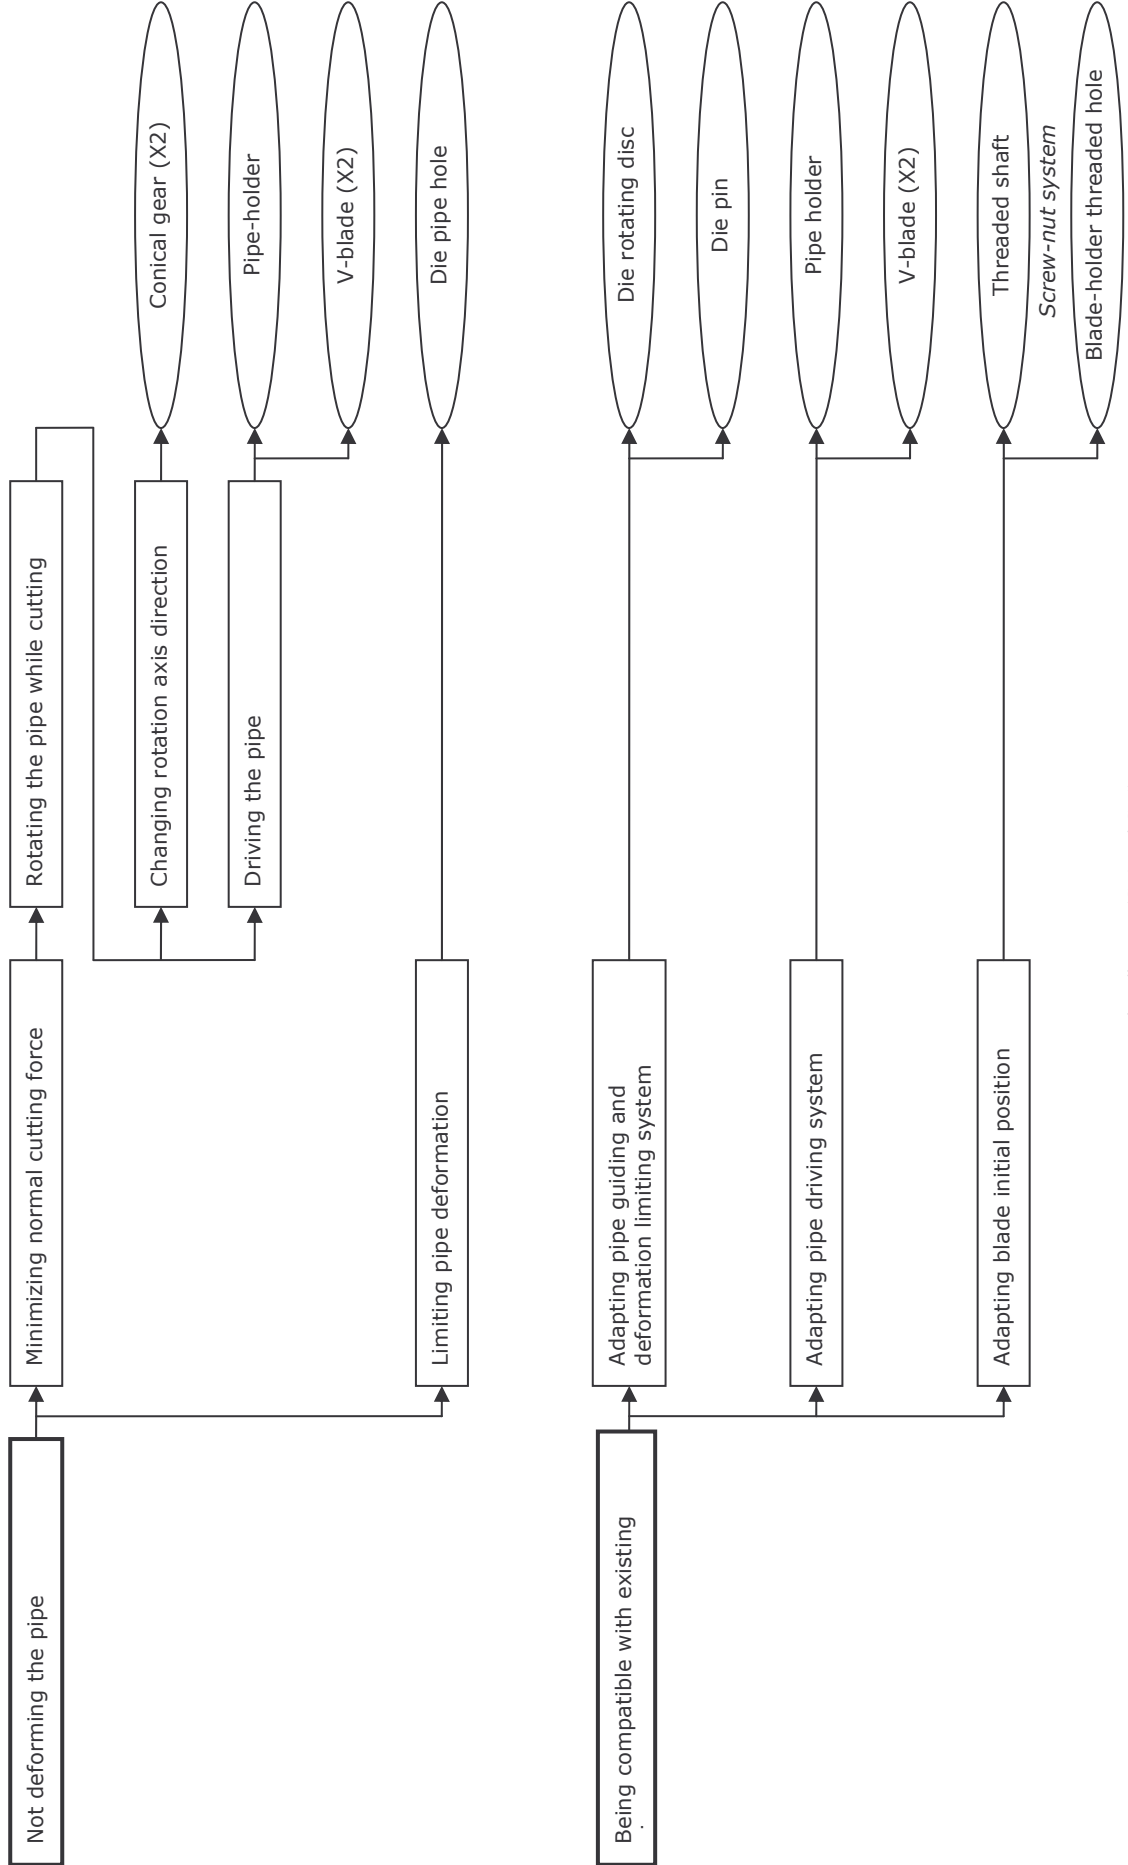 Not deforming the pipe
Minimizing normal cutting force
Rotating the pipe while cutting
Changing rotation axis direction
Conical gear (X2)
Driving the pipe
Pipe-holder
V-blade (X2)
Limiting pipe deformation
Die pipe hole
Being compatible with existing
Adapting pipe guiding and
deformation limiting system
Die rotating disc
Die pin
Adapting pipe driving system
Pipe holder
V-blade (X2)
Adapting blade initial position
Threaded shaft
Screw-nut system
Blade-holder threaded hole